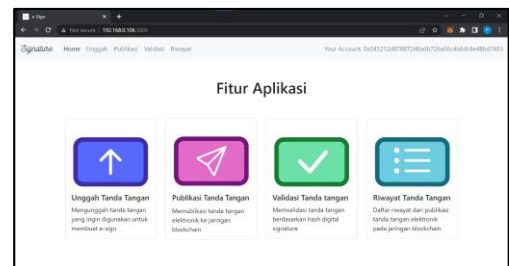 e-Sign
Not secure | 192.168.0.106:3000
Signature Home Unggah Publikasi Validasi Riwayat Your Account:
Fitur Aplikasi
Unggah Tanda Tangan
Mengunggah tanda tangan
yang ingin digunakan untuk
membuat e-sign
Publikasi Tanda Tangan
Memublikasi tanda tangan
elektronik ke jaringan
blockchain
Validasi Tanda Tangan
Memvalidasi tanda tangan
berdasarkan hash digital
signature
Riwayat Tanda Tangan
Daftar riwayat dari publikasi
tanda tangan elektronik
pada jaringan blockchain